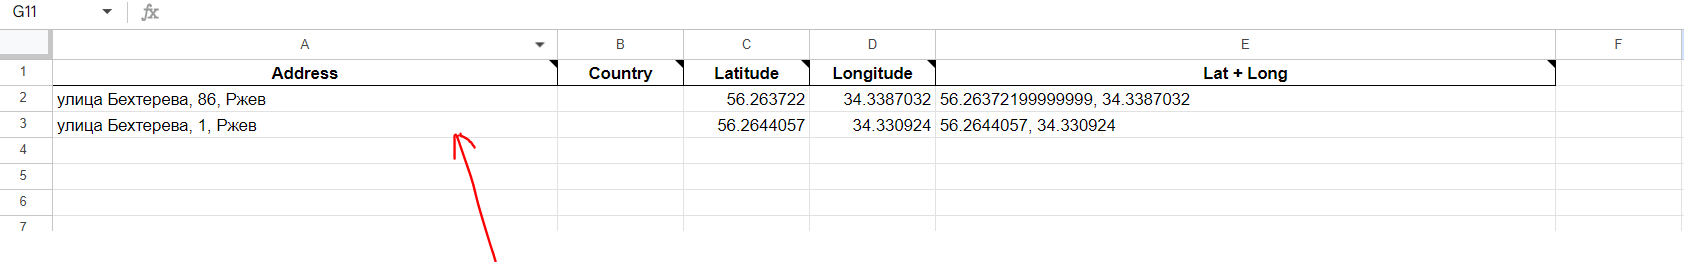 G11 fx
A B C D E F
1 Address Country Latitude Longitude Lat + Long
2 улица Бехтерева, 86, Ржев 56.263722 34.3387032 56.26372199999999, 34.3387032
3 улица Бехтерева, 1, Ржев 56.2644057 34.330924 56.2644057, 34.330924
4
5
6
7